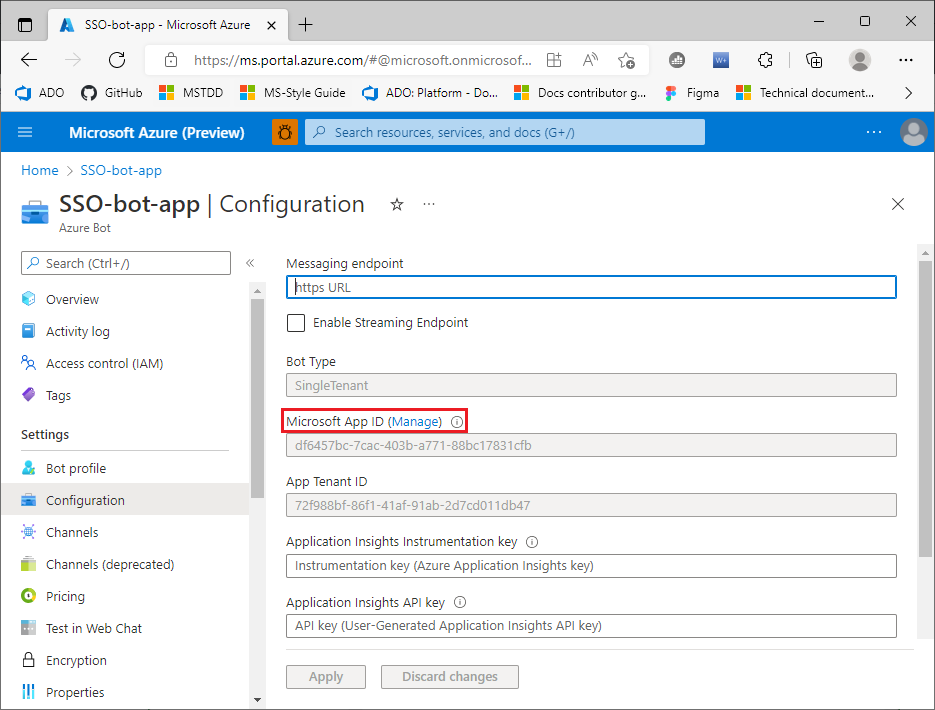 SSO-bot-app - Microsoft Azure
https://ms.portal.azure.com/#@microsoft.onmicrosof...
ADO GitHub MSTDD MS-Style Guide ADO: Platform - Do... Docs contributor g... Figma Technical document...
Microsoft Azure (Preview) Search resources, services, and docs (G+/)
Home > SSO-bot-app
SSO-bot-app | Configuration
Azure Bot
Search (Ctrl+/)
Overview
Activity log
Access control (IAM)
Tags
Settings
Bot profile
Configuration
Channels
Channels (deprecated)
Pricing
Test in Web Chat
Encryption
Properties
Messaging endpoint
https URL
Enable Streaming Endpoint
Bot Type
SingleTenant
Microsoft App ID (Manage)
df6457bc-7cac-403b-a771-88bc17831cfb
App Tenant ID
72f988bf-86f1-41af-91ab-2d7cd011db47
Application Insights Instrumentation key
Instrumentation key (Azure Application Insights key)
Application Insights API key
API key (User-Generated Application Insights API key)
Apply Discard changes